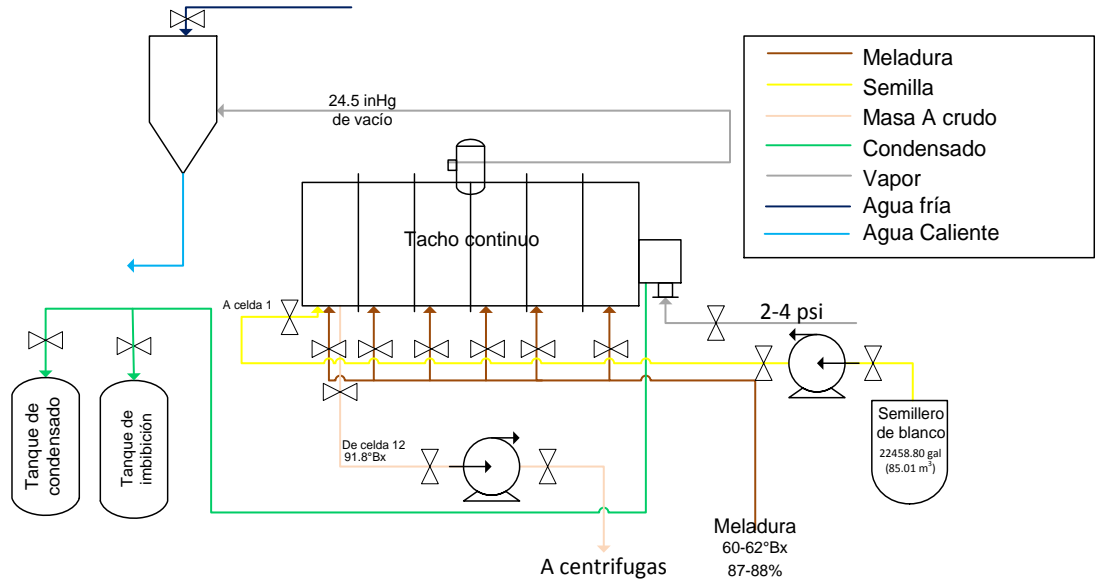 24.5 inHg
de vacío
Meladura
Semilla
Masa A crudo
Condensado
Vapor
Agua fría
Agua Caliente
Tacho continuo
A celda 1
2-4 psi
Tanque de
condensado
Tanque de
imbibición
De celda 12
91.8°Bx
Semillero
de blanco
22458.80 gal
(85.01 m³)
Meladura
60-62°Bx
87-88%
A centrifugas